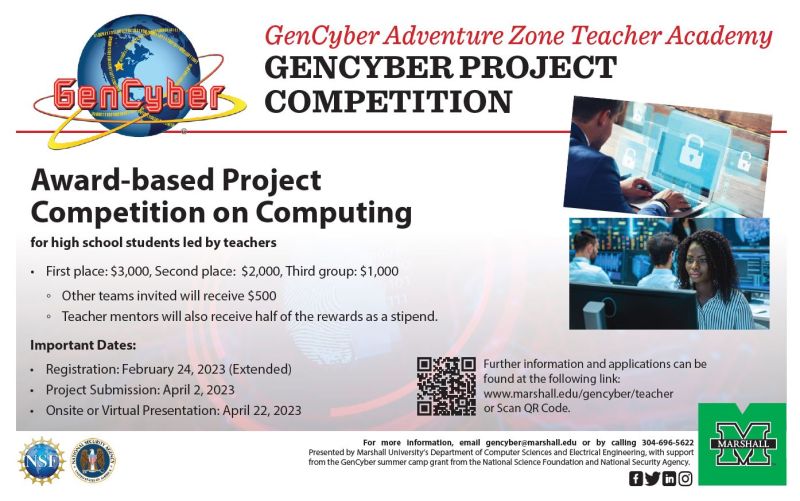 GenCyber
®
GenCyber Adventure Zone Teacher Academy
GENCYBER PROJECT
COMPETITION
Award-based Project
Competition on Computing
for high school students led by teachers
• First place: $3,000, Second place: $2,000, Third group: $1,000
◦ Other teams invited will receive $500
◦ Teacher mentors will also receive half of the rewards as a stipend.
Important Dates:
• Registration: February 24, 2023 (Extended)
• Project Submission: April 2, 2023
• Onsite or Virtual Presentation: April 22, 2023
Further information and applications can be
found at the following link:
www.marshall.edu/gencyber/teacher
or Scan QR Code.
For more information, email gencyber@marshall.edu or by calling 304-696-5622
Presented by Marshall University's Department of Computer Sciences and Electrical Engineering, with support
from the GenCyber summer camp grant from the National Science Foundation and National Security Agency.
NSF
NATIONAL SECURITY AGENCY
UNITED STATES OF AMERICA
M
MARSHALL